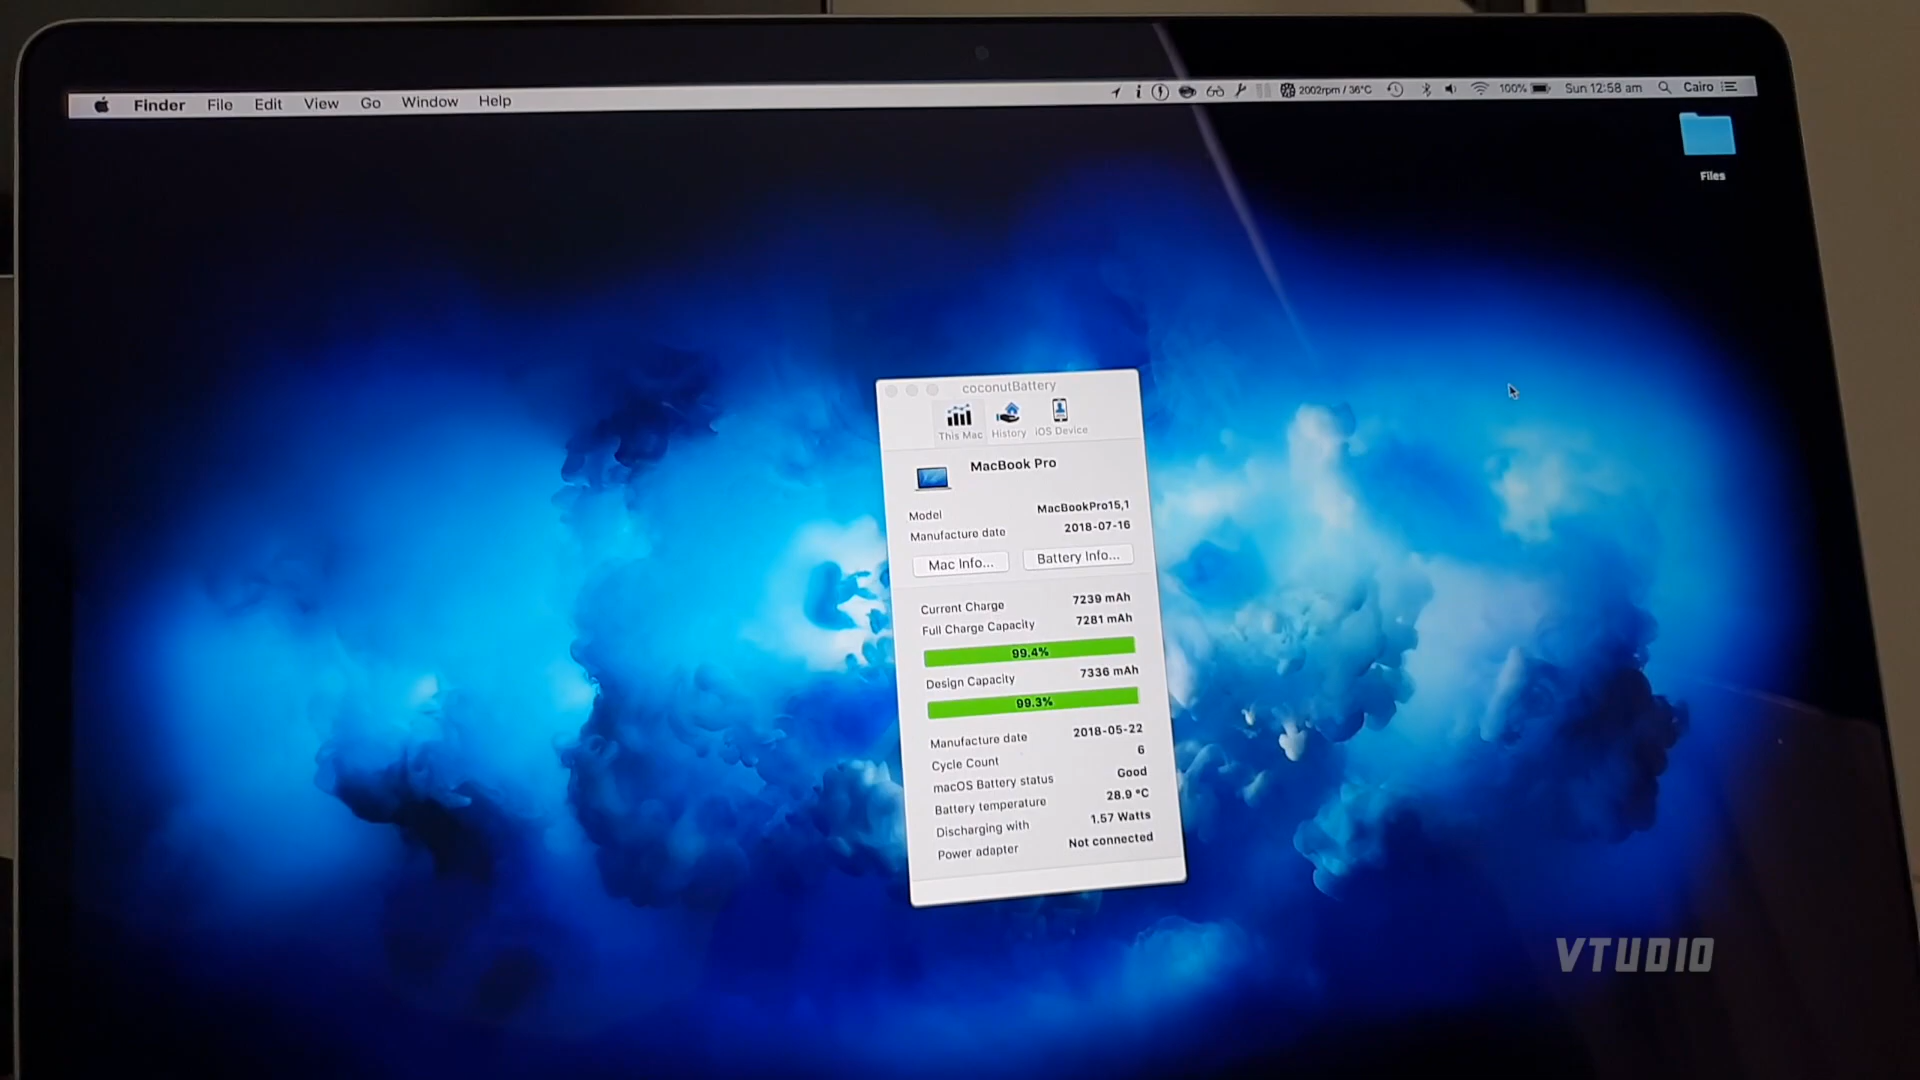 Finder File Edit View Go Window Help 2002rpm / 36°C 100% Sun 12:58 am Cairo
Files
coconutBattery
This Mac History iOS Device
MacBook Pro
Model MacBookPro15,1
Manufacture date 2018-07-16
Mac Info... Battery Info...
Current Charge 7239 mAh
Full Charge Capacity 7281 mAh
99.4%
Design Capacity 7336 mAh
99.3%
Manufacture date 2018-05-22
Cycle Count 6
macOS Battery status Good
Battery temperature 28.9 °C
Discharging with 1.57 Watts
Power adapter Not connected
VTUDIO